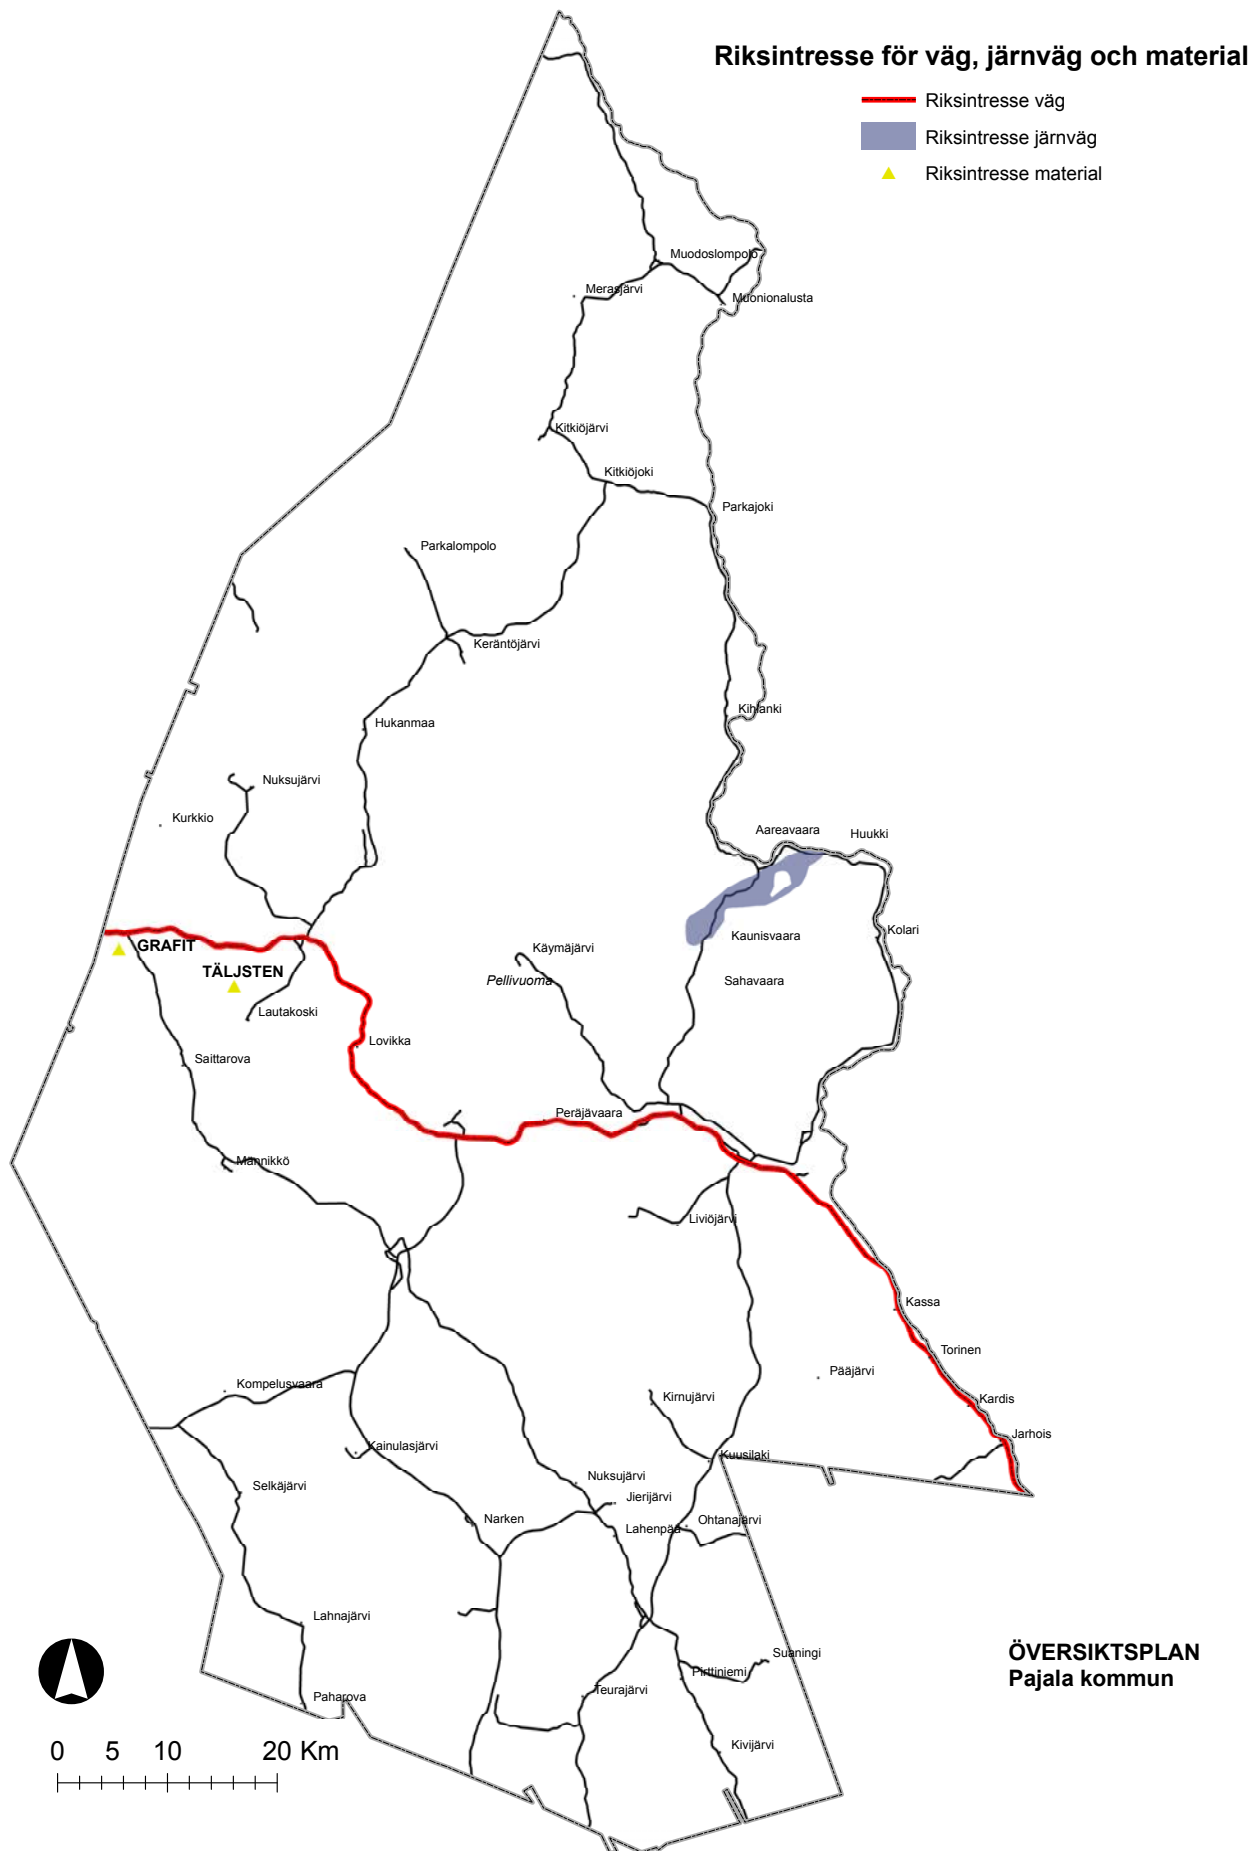 Riksintresse för väg, järnväg och material
Riksintresse väg
Riksintresse järnväg
Riksintresse material
Muodoslompolo
Merasjärvi
Muonionalusta
Kitkiöjärvi
Kitkiöjoki
Parkajoki
Parkalompolo
Keräntöjärvi
Kihlanki
Hukanmaa
Nuksujärvi
Kurkkio
Aareavaara
Huukki
Kolari
Kaunisvaara
GRAFIT
Käymäjärvi
TÄLJSTEN
Pellivuoma
Sahavaara
Lautakoski
Lovikka
Saittarova
Peräjävaara
Männikkö
Liviöjärvi
Kassa
Torinen
Pääjärvi
Kompelusvaara
Kirnujärvi
Kardis
Jarhois
Kainulasjärvi
Kuusilaki
Nuksujärvi
Selkäjärvi
Jierijärvi
Narken
Ohtanajärvi
Lahenpää
Lahnajärvi
Suaningi
ÖVERSIKTSPLAN
Pajala kommun
Pirttiniemi
Teurajärvi
Paharova
Kivijärvi
0 5 10 20 Km